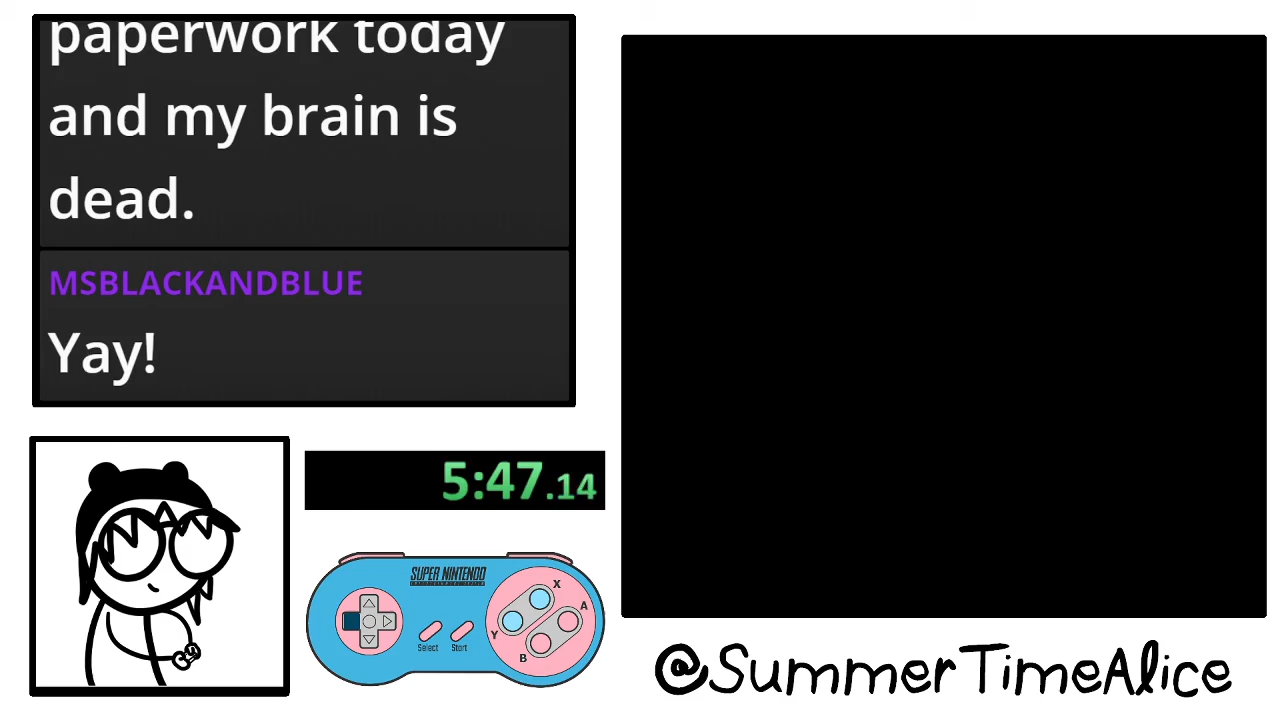 paperwork today
and my brain is
dead.
MSBLACKANDBLUE
Yay!
5:47.14
SUPER NINTENDO
X
A
Y
B
Select
Start
@SummerTimeAlice